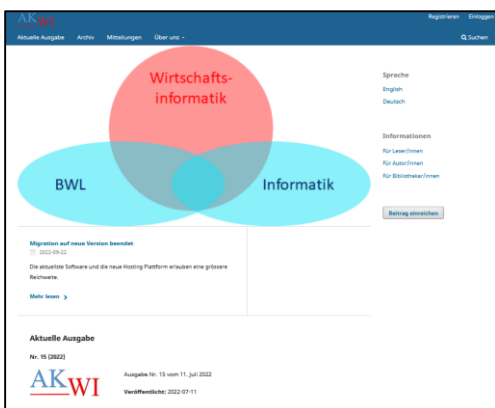 AKWI
Registrieren Einloggen
Aktuelle Ausgabe Archiv Mitteilungen Über uns
Suchen
Wirtschafts-
informatik
BWL
Informatik
Sprache
English
Deutsch
Informationen
Für Leser/innen
Für Autor/innen
Für Bibliothekar/innen
Beitrag einreichen
Migration auf neue Version beendet
2022-09-22
Die aktuellste Software und die neue Hosting Plattform erlauben eine grössere
Reichweite.
Mehr lesen
Aktuelle Ausgabe
Nr. 15 (2022)
AKWI
Ausgabe Nr. 15 vom 11. Juli 2022
Veröffentlicht: 2022-07-11